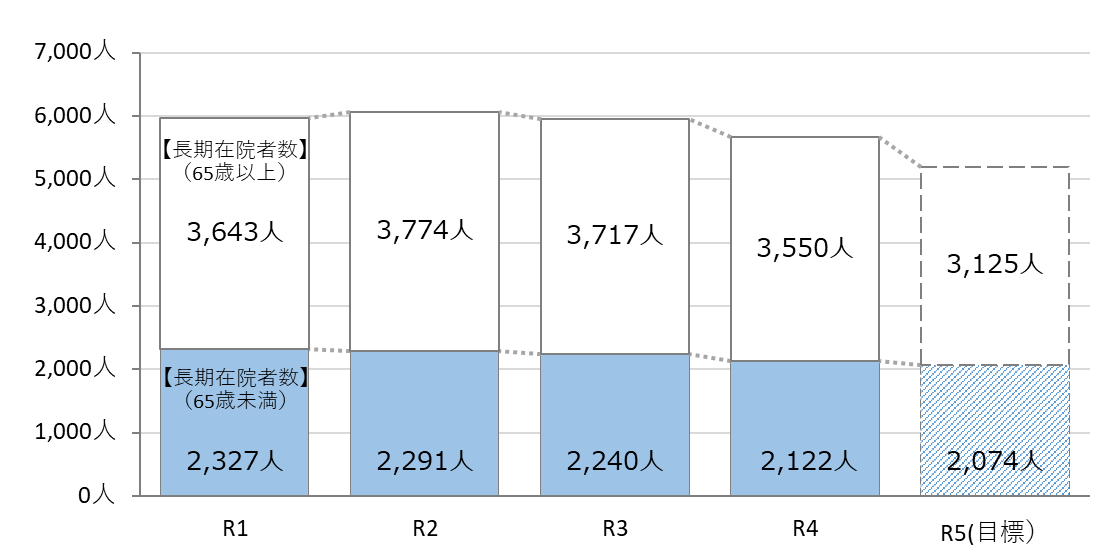 7,000人
6,000人
5,000人
4,000人
3,000人
2,000人
1,000人
0人
【長期在院者数】
（65歳以上）
3,643人
3,774人
3,717人
3,550人
3,125人
【長期在院者数】
（65歳未満）
2,327人
2,291人
2,240人
2,122人
2,074人
R1
R2
R3
R4
R5(目標）